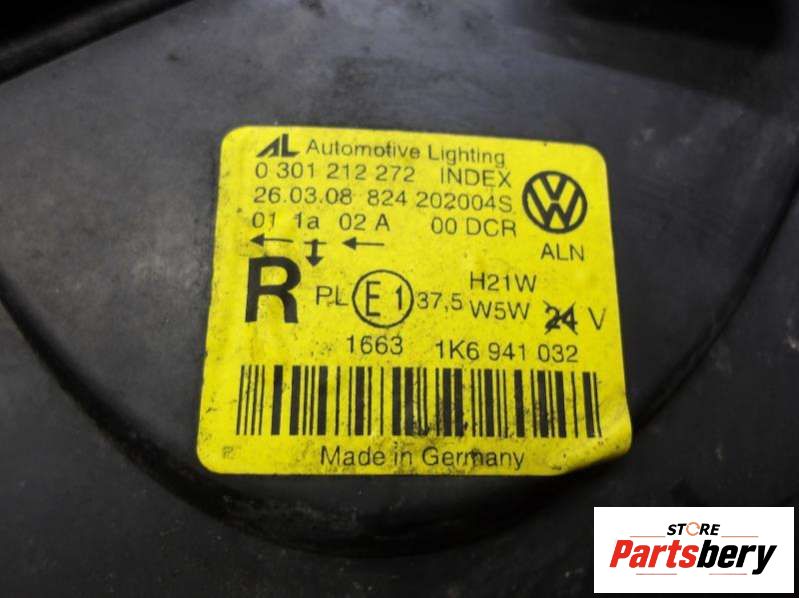 AL Automotive Lighting
0 301 212 272 INDEX
26.03.08 824 202004S
01 1a 02 A 00 DCR
ALN
R PL E1 37,5 H21W
W5W 24 V
1663 1K6 941 032
Made in Germany
STORE
Partsbery